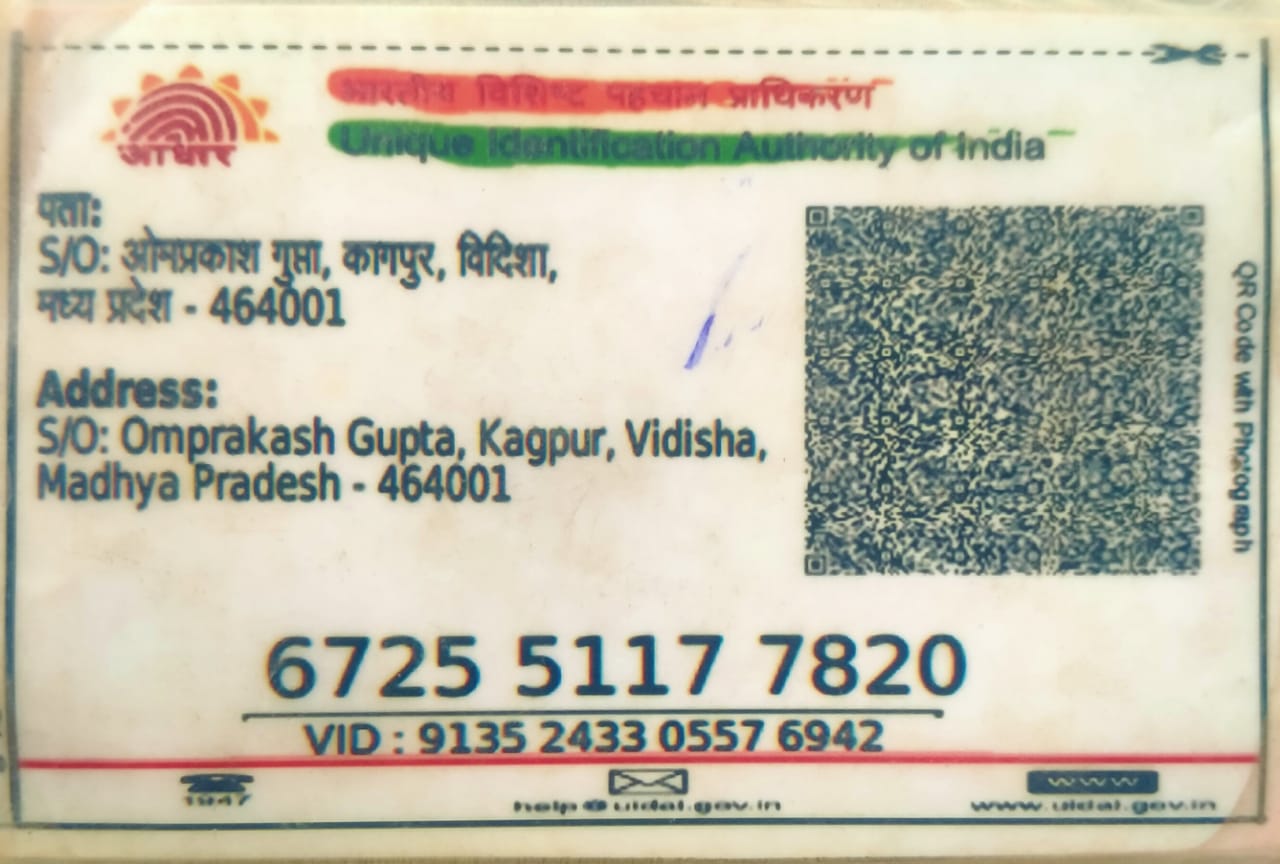 भारतीय विशिष्ट पहचान प्राधिकरण
Unique Identification Authority of India
आधार
पता:
S/O: ओमप्रकाश गुप्ता, कागपुर, विदिशा,
मध्य प्रदेश - 464001
Address:
S/O: Omprakash Gupta, Kagpur, Vidisha,
Madhya Pradesh - 464001
QR Code with Photograph
6725 5117 7820
VID : 9135 2433 0557 6942
1947
help@uidai.gov.in
www
www.uidai.gov.in